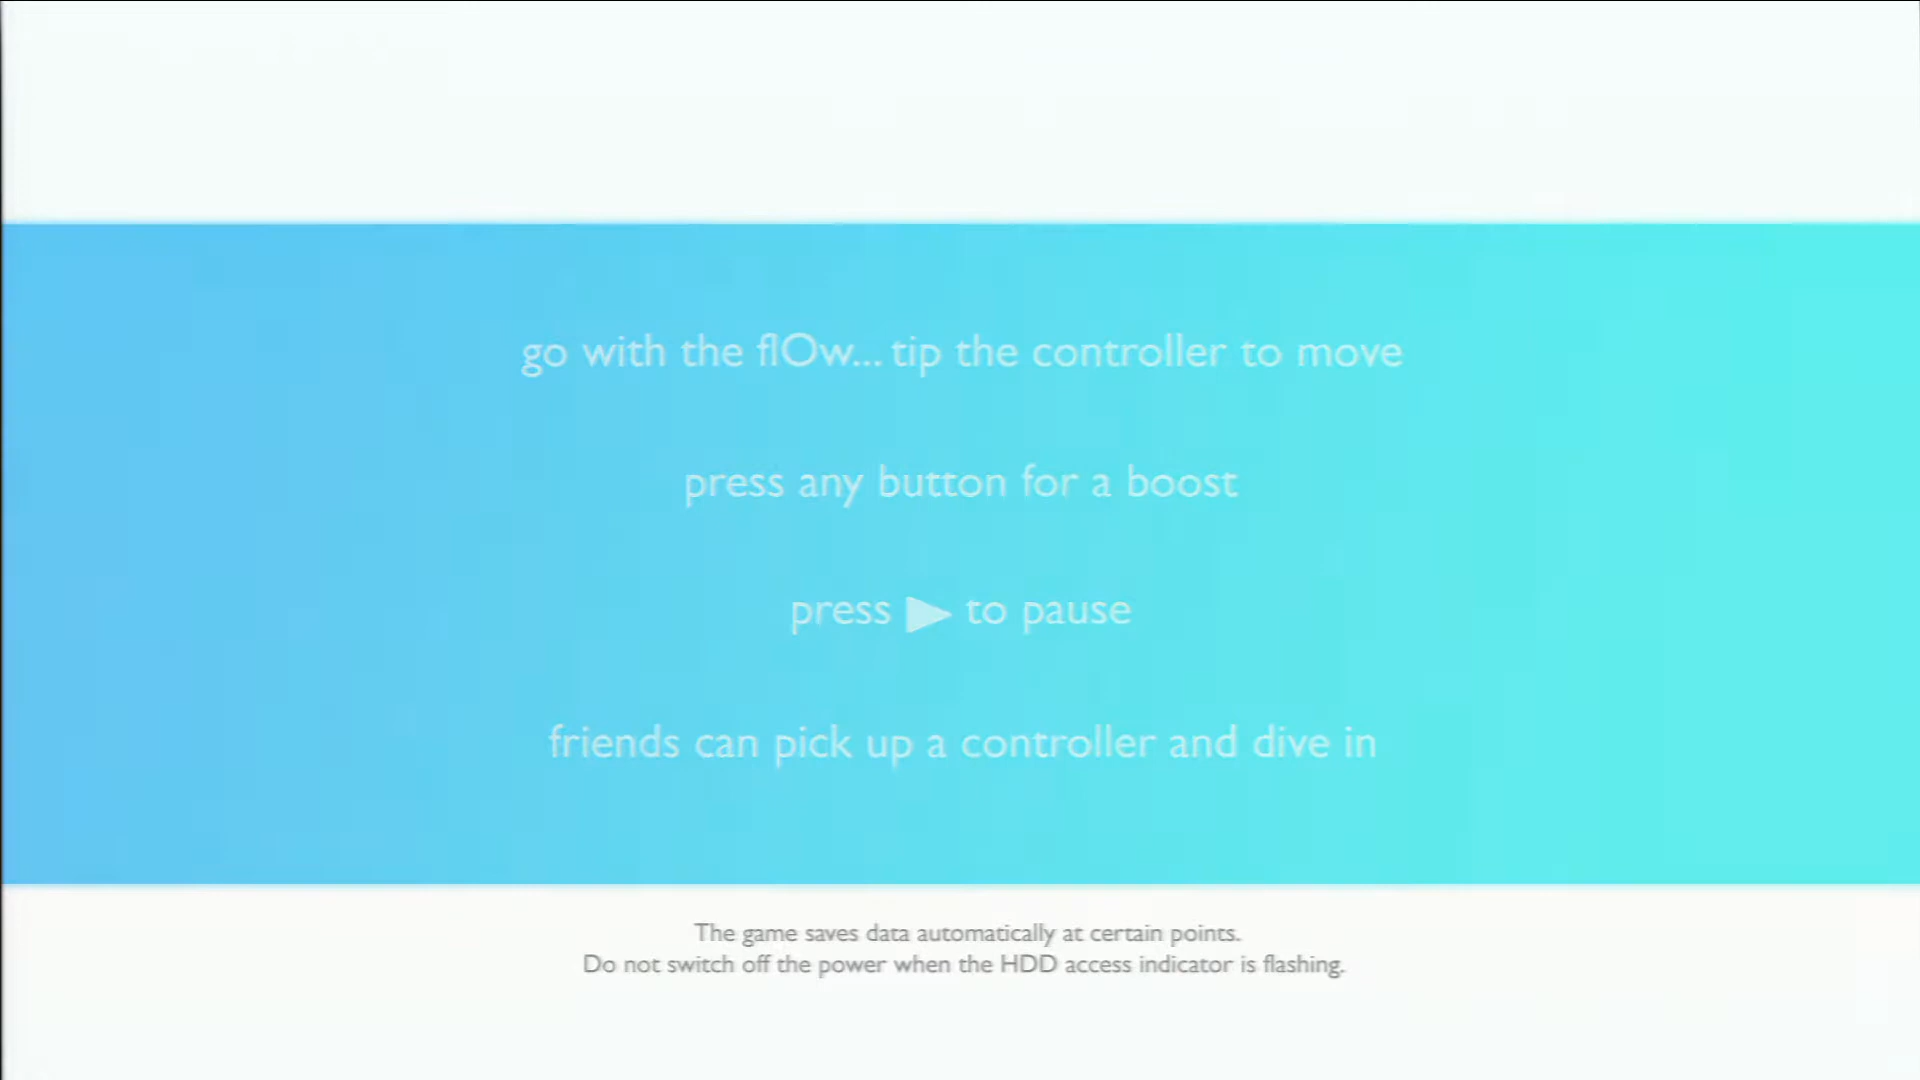 go with the flOw... tip the controller to move
press any button for a boost
press ▶ to pause
friends can pick up a controller and dive in
The game saves data automatically at certain points.
Do not switch off the power when the HDD access indicator is flashing.